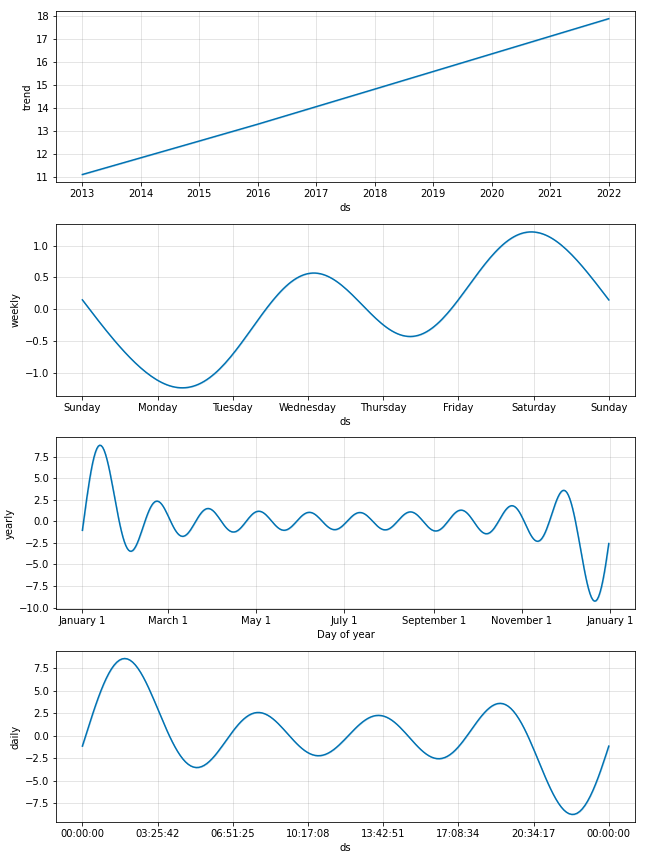 18
17
16
15
14
13
12
11
trend
2013 2014 2015 2016 2017 2018 2019 2020 2021 2022
ds
1.0
0.5
0.0
−0.5
−1.0
weekly
Sunday Monday Tuesday Wednesday Thursday Friday Saturday Sunday
ds
7.5
5.0
2.5
0.0
−2.5
−5.0
−7.5
−10.0
yearly
January 1 March 1 May 1 July 1 September 1 November 1 January 1
Day of year
7.5
5.0
2.5
0.0
−2.5
−5.0
−7.5
daily
00:00:00 03:25:42 06:51:25 10:17:08 13:42:51 17:08:34 20:34:17 00:00:00
ds